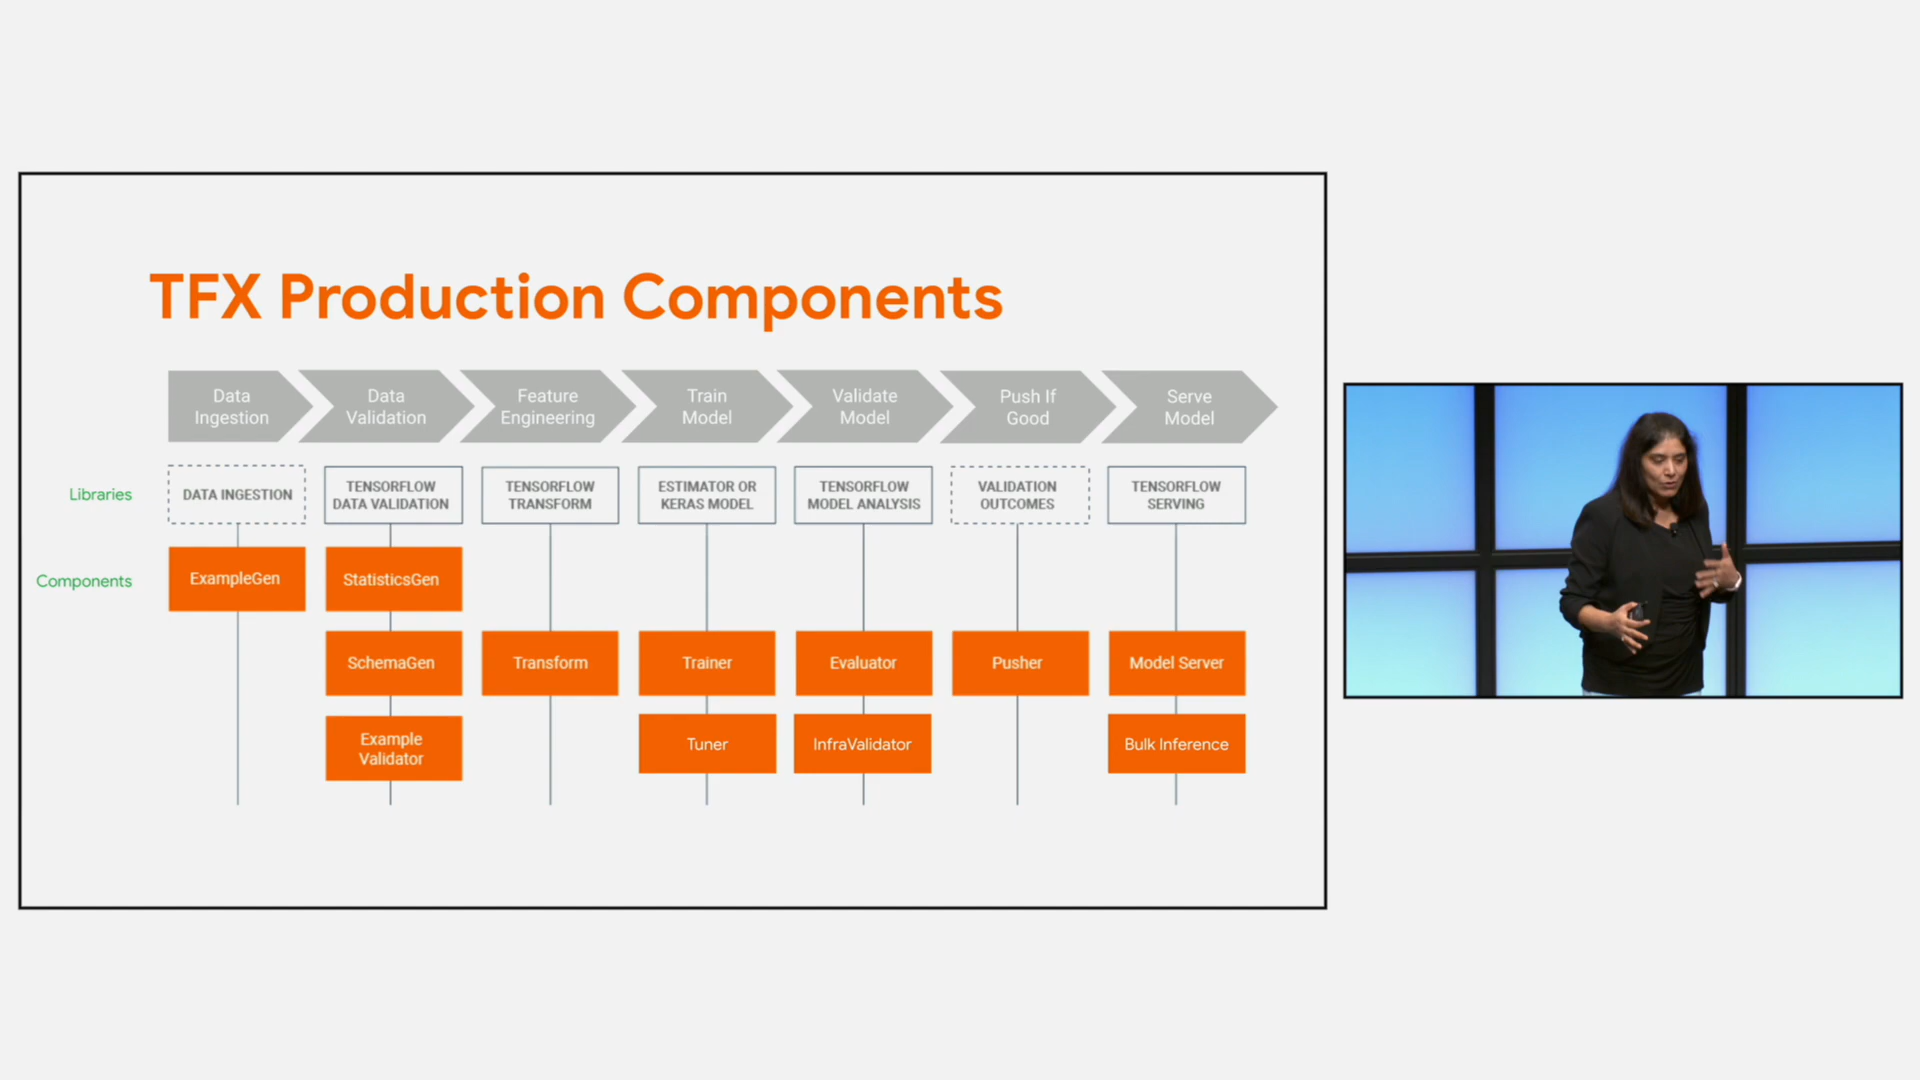 TFX Production Components
Data
Ingestion
Data
Validation
Feature
Engineering
Train
Model
Validate
Model
Push If
Good
Serve
Model
Libraries
DATA INGESTION
TENSORFLOW
DATA VALIDATION
TENSORFLOW
TRANSFORM
ESTIMATOR OR
KERAS MODEL
TENSORFLOW
MODEL ANALYSIS
VALIDATION
OUTCOMES
TENSORFLOW
SERVING
Components
ExampleGen
StatisticsGen
SchemaGen
Transform
Trainer
Evaluator
Pusher
Model Server
Example
Validator
Tuner
InfraValidator
Bulk Inference